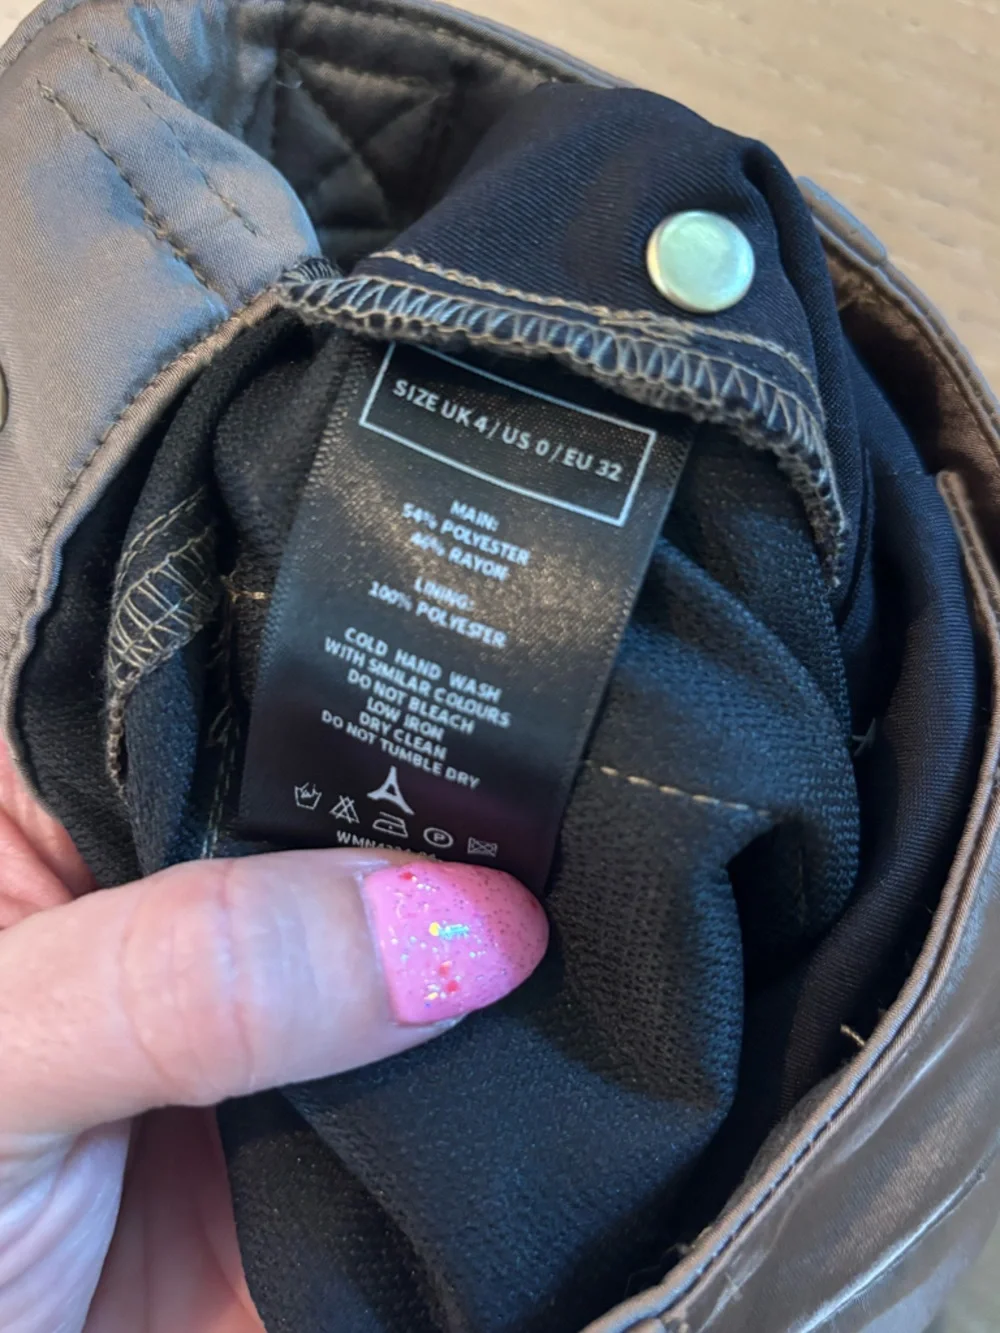 SIZE UK 4 / US 0 / EU 32
MAIN:
54% POLYESTER
46% RAYON
LINING:
100% POLYESTER
COLD HAND WASH
WITH SIMILAR COLOURS
DO NOT BLEACH
LOW IRON
DRY CLEAN
DO NOT TUMBLE DRY
P